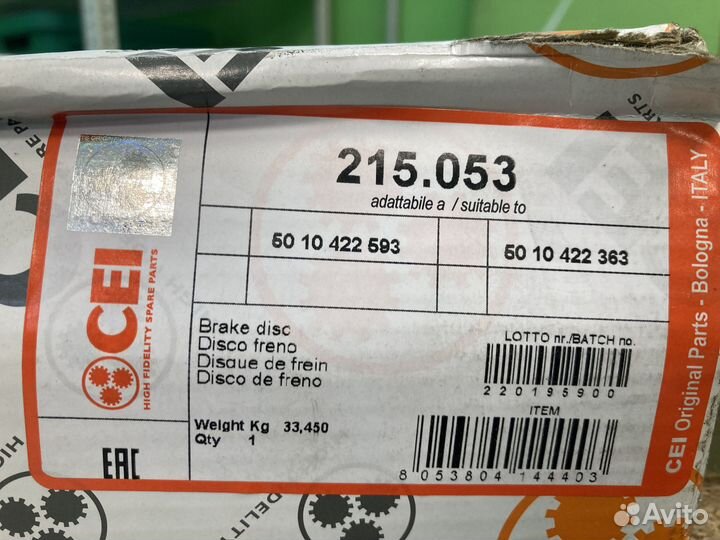 215.053
adattabile a / suitable to
50 10 422 593
50 10 422 363
Brake disc
Disco freno
Disque de frein
Disco de freno
Weight Kg 33,450
Qty 1
LOTTO nr./BATCH no.
220195900
ITEM
8 053804 144403
CEI
HIGH FIDELITY SPARE PARTS
EAC
CEI Original Parts - Bologna - ITALY
Avito